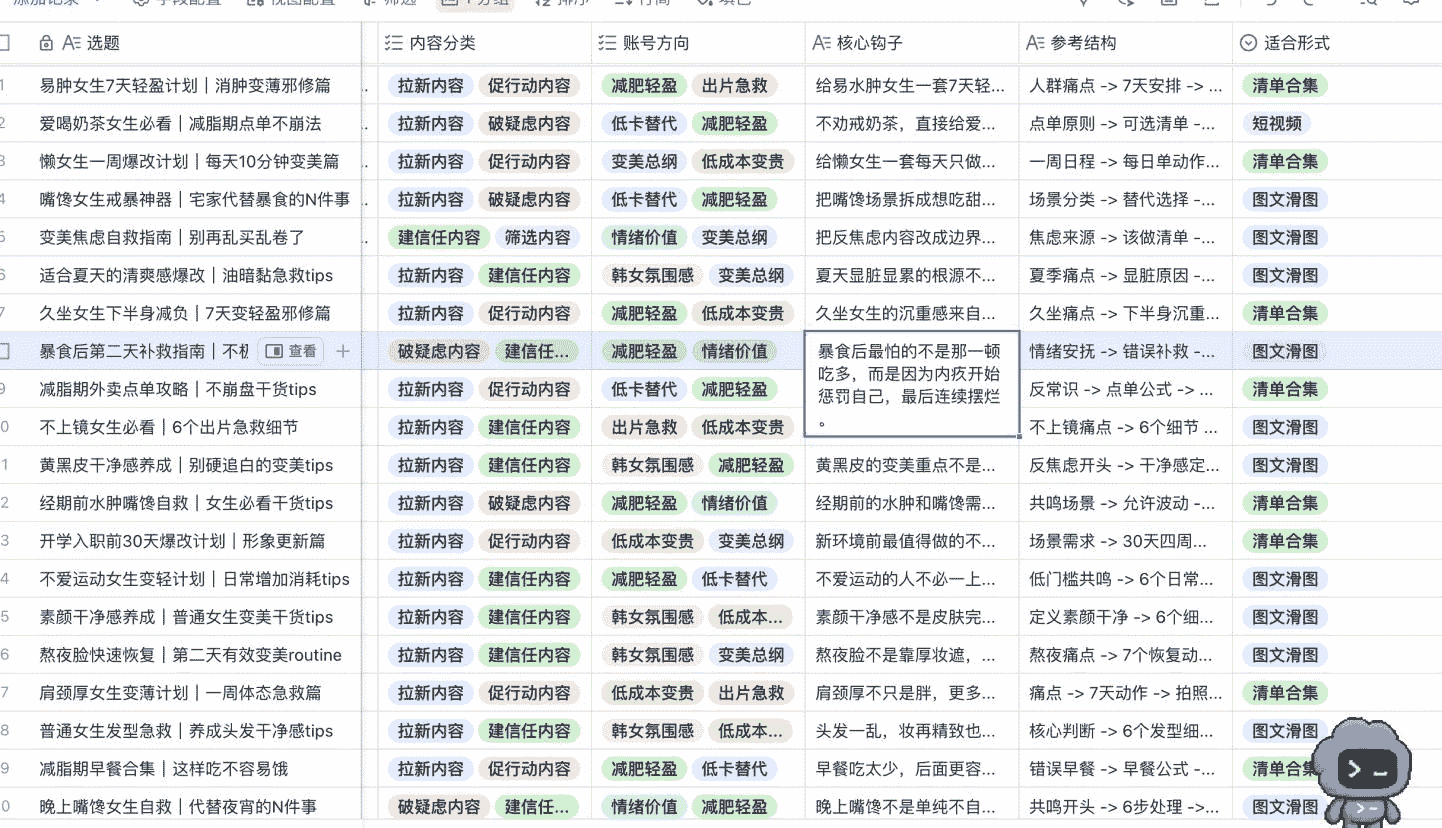 选题 内容分类 账号方向 核心钩子 参考结构 适合形式
易肿女生7天轻盈计划｜消肿变薄邪修篇 .. 拉新内容 促行动内容 减肥轻盈 出片急救 给易水肿女生一套7天轻... 人群痛点 -> 7天安排 -> ... 清单合集
2 爱喝奶茶女生必看｜减脂期点单不崩法 .. 拉新内容 破疑虑内容 低卡替代 减肥轻盈 不劝戒奶茶，直接给爱... 点单原则 -> 可选清单 -... 短视频
3 懒女生一周爆改计划｜每天10分钟变美篇 拉新内容 促行动内容 变美总纲 低成本变贵 给懒女生一套每天只做... 一周日程 -> 每日单动作... 清单合集
4 嘴馋女生戒暴神器｜宅家代替暴食的N件事 .. 拉新内容 破疑虑内容 低卡替代 减肥轻盈 把嘴馋场景拆成想吃甜... 场景分类 -> 替代选择 -... 图文滑图
5 变美焦虑自救指南｜别再乱买乱卷了 .. 建信任内容 筛选内容 情绪价值 变美总纲 把反焦虑内容改成边界... 焦虑来源 -> 该做清单 -... 图文滑图
6 适合夏天的清爽感爆改｜油暗黏急救tips 拉新内容 建信任内容 韩女氛围感 变美总纲 夏天显脏显累的根源不... 夏季痛点 -> 显脏原因 -... 图文滑图
7 久坐女生下半身减负｜7天变轻盈邪修篇 拉新内容 促行动内容 减肥轻盈 低成本变贵 久坐女生的沉重感来自... 久坐痛点 -> 下半身沉重... 清单合集
暴食后第二天补救指南｜不 查看 破疑虑内容 建信任... 减肥轻盈 情绪价值 暴食后最怕的不是那一顿 情绪安抚 -> 错误补救 -... 图文滑图
吃多，而是因为内疚开始
惩罚自己，最后连续摆烂
。
9 减脂期外卖点单攻略｜不崩盘干货tips 拉新内容 促行动内容 低卡替代 减肥轻盈 反常识 -> 点单公式 -> ... 清单合集
0 不上镜女生必看｜6个出片急救细节 拉新内容 建信任内容 出片急救 低成本变贵 不上镜痛点 -> 6个细节 ... 图文滑图
1 黄黑皮干净感养成｜别硬追白的变美tips 拉新内容 建信任内容 韩女氛围感 减肥轻盈 黄黑皮的变美重点不是... 反焦虑开头 -> 干净感定... 图文滑图
2 经期前水肿嘴馋自救｜女生必看干货tips 拉新内容 破疑虑内容 减肥轻盈 情绪价值 经期前的水肿和嘴馋需... 共鸣场景 -> 允许波动 -... 清单合集
3 开学入职前30天爆改计划｜形象更新篇 拉新内容 促行动内容 低成本变贵 变美总纲 新环境前最值得做的不... 场景需求 -> 30天四周... 清单合集
4 不爱运动女生变轻计划｜日常增加消耗tips 拉新内容 建信任内容 减肥轻盈 低卡替代 不爱运动的人不必一上... 低门槛共鸣 -> 6个日常... 图文滑图
5 素颜干净感养成｜普通女生变美干货tips 拉新内容 建信任内容 韩女氛围感 低成本... 素颜干净感不是皮肤完... 定义素颜干净 -> 6个细... 图文滑图
6 熬夜脸快速恢复｜第二天有效变美routine 拉新内容 建信任内容 韩女氛围感 变美总纲 熬夜脸不是靠厚妆遮，... 熬夜痛点 -> 7个恢复动... 图文滑图
7 肩颈厚女生变薄计划｜一周体态急救篇 拉新内容 促行动内容 低成本变贵 出片急救 肩颈厚不只是胖，更多... 痛点 -> 7天动作 -> 拍照... 清单合集
8 普通女生发型急救｜养成头发干净感tips 拉新内容 建信任内容 韩女氛围感 低成本... 头发一乱，妆再精致也... 核心判断 -> 6个发型细... 图文滑图
9 减脂期早餐合集｜这样吃不容易饿 拉新内容 促行动内容 减肥轻盈 低卡替代 早餐吃太少，后面更容... 错误早餐 -> 早餐公式 -... 清单合集
0 晚上嘴馋女生自救｜代替夜宵的N件事 破疑虑内容 建信任... 情绪价值 减肥轻盈 晚上嘴馋不是单纯不自... 共鸣开头 -> 6步处理 ->... 图文滑图